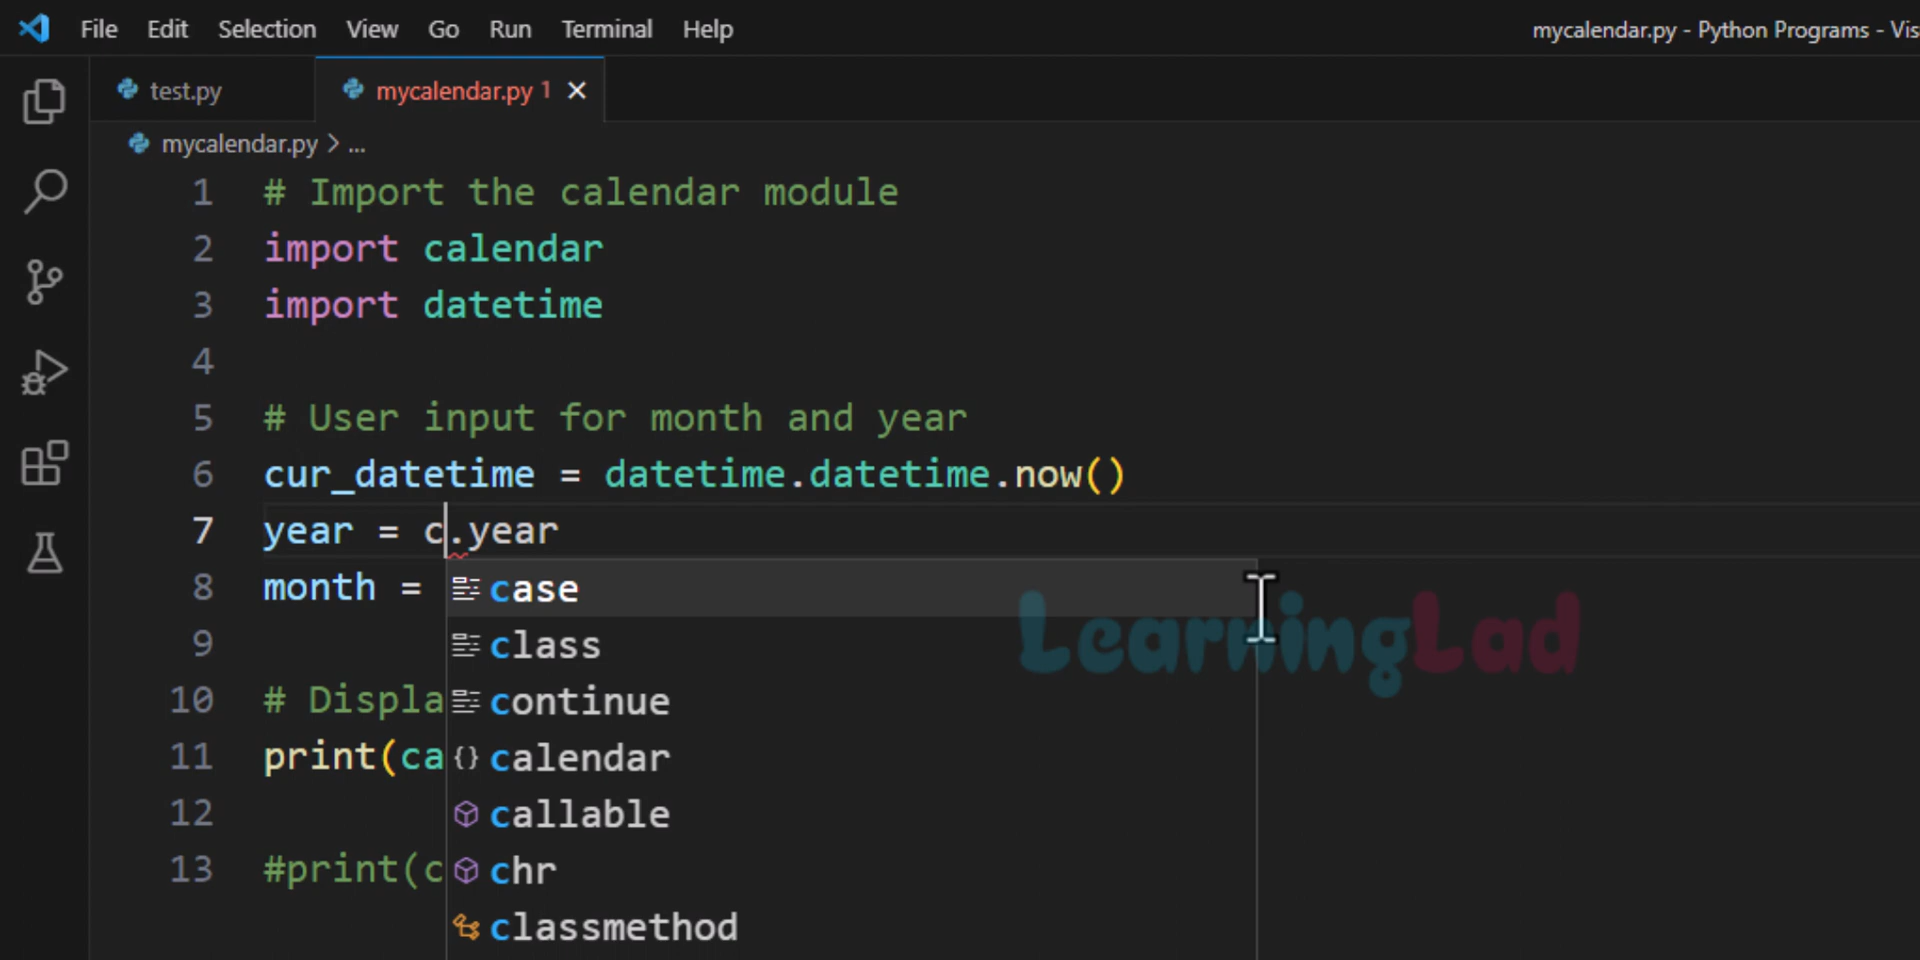 File Edit Selection View Go Run Terminal Help mycalendar.py - Python Programs - Vis
test.py mycalendar.py 1
mycalendar.py > ...
1 # Import the calendar module
2 import calendar
3 import datetime
4
5 # User input for month and year
6 cur_datetime = datetime.datetime.now()
7 year = c.year
8 month =
case
9
class
10 # Displa
continue
11 print(ca
calendar
12
callable
13 #print(c
chr
classmethod
LearningLad